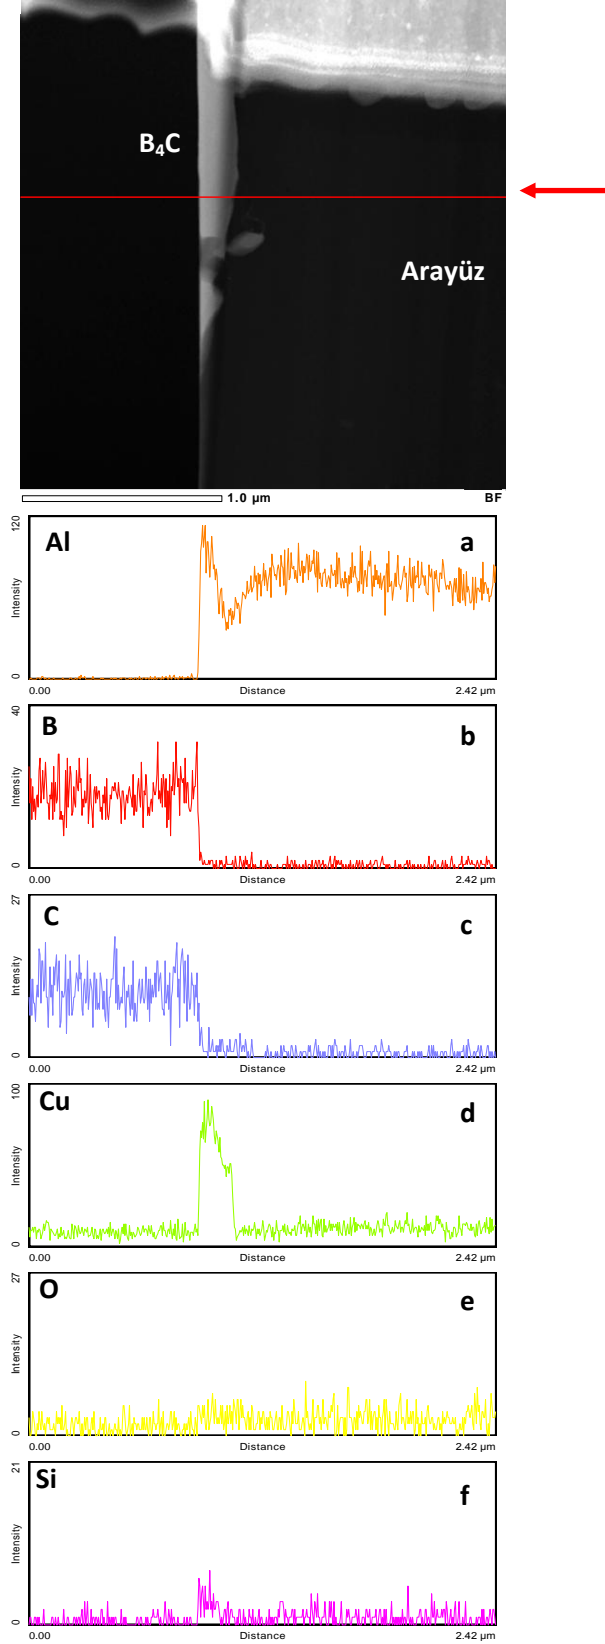 B₄C
Arayüz
1.0 µm
BF
120
Al
a
Intensity
0
0.00
Distance
2.42 µm
40
B
b
Intensity
0
0.00
Distance
2.42 µm
27
C
c
Intensity
0
0.00
Distance
2.42 µm
100
Cu
d
Intensity
0
0.00
Distance
2.42 µm
27
O
e
Intensity
0
0.00
Distance
2.42 µm
21
Si
f
Intensity
0
0.00
Distance
2.42 µm